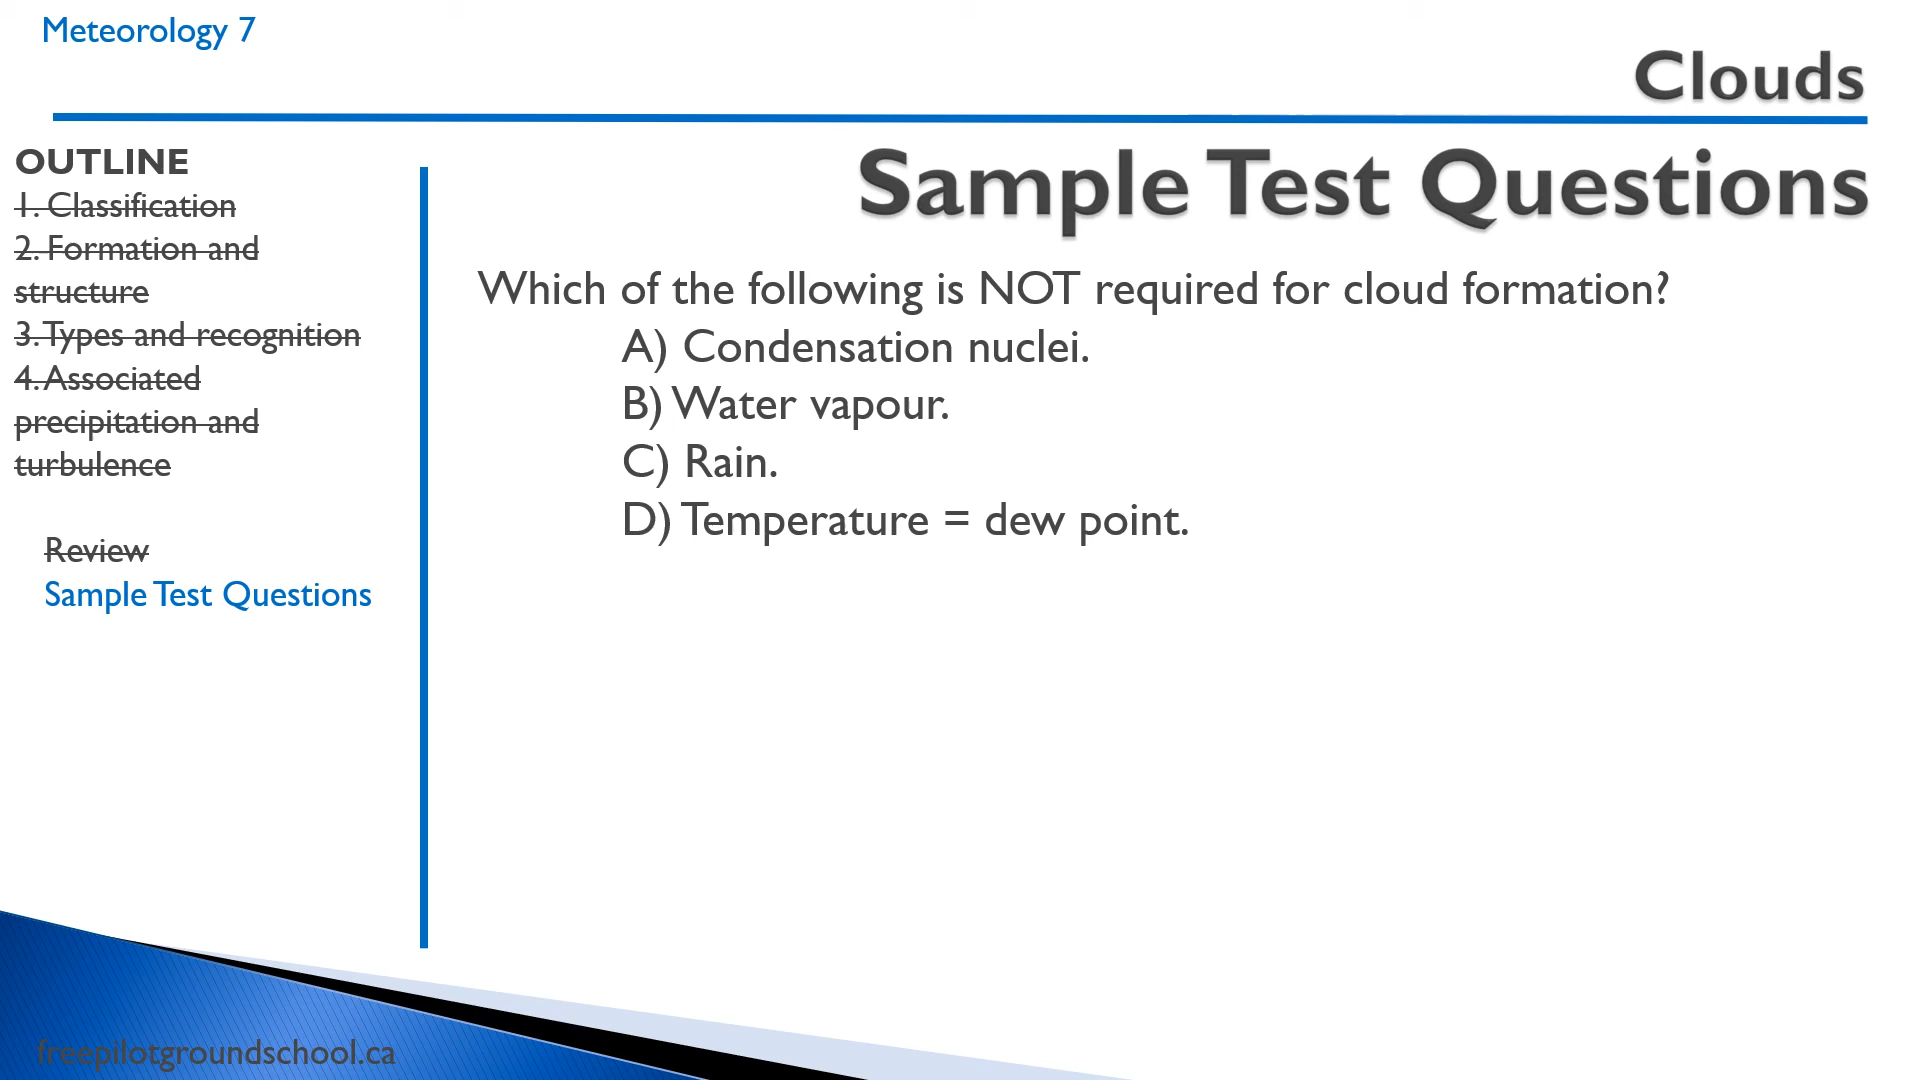 Meteorology 7
Clouds
OUTLINE
1. Classification
2. Formation and
structure
3. Types and recognition
4. Associated
precipitation and
turbulence
Review
Sample Test Questions
Sample Test Questions
Which of the following is NOT required for cloud formation?
A) Condensation nuclei.
B) Water vapour.
C) Rain.
D) Temperature = dew point.
freepilotgroundschool.ca